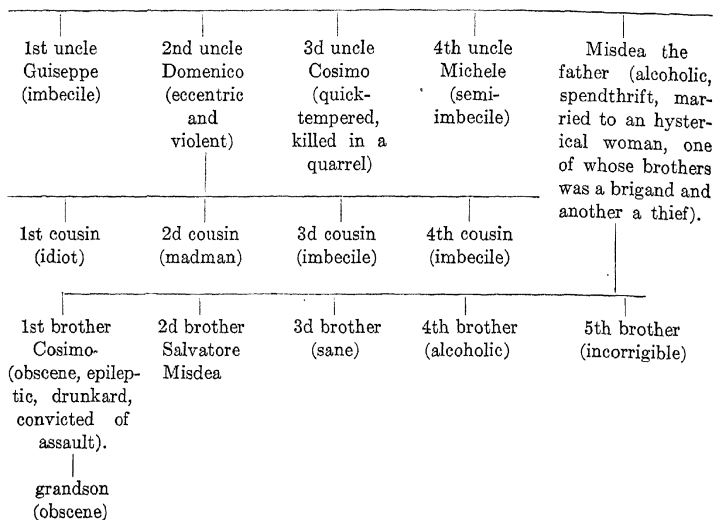 1st uncle
Guiseppe
(imbecile)
2nd uncle
Domenico
(eccentric
and
violent)
3d uncle
Cosimo
(quick-
tempered,
killed in a
quarrel)
4th uncle
Michele
(semi-
imbecile)
Misdea the
father (alcoholic,
spendthrift, mar-
ried to an hyster-
ical woman, one
of whose brothers
was a brigand and
another a thief).
1st cousin
(idiot)
2d cousin
(madman)
3d cousin
(imbecile)
4th cousin
(imbecile)
1st brother
Cosimo
(obscene, epilep-
tic, drunkard,
convicted of
assault).
2d brother
Salvatore
Misdea
3d brother
(sane)
4th brother
(alcoholic)
5th brother
(incorrigible)
grandson
(obscene)